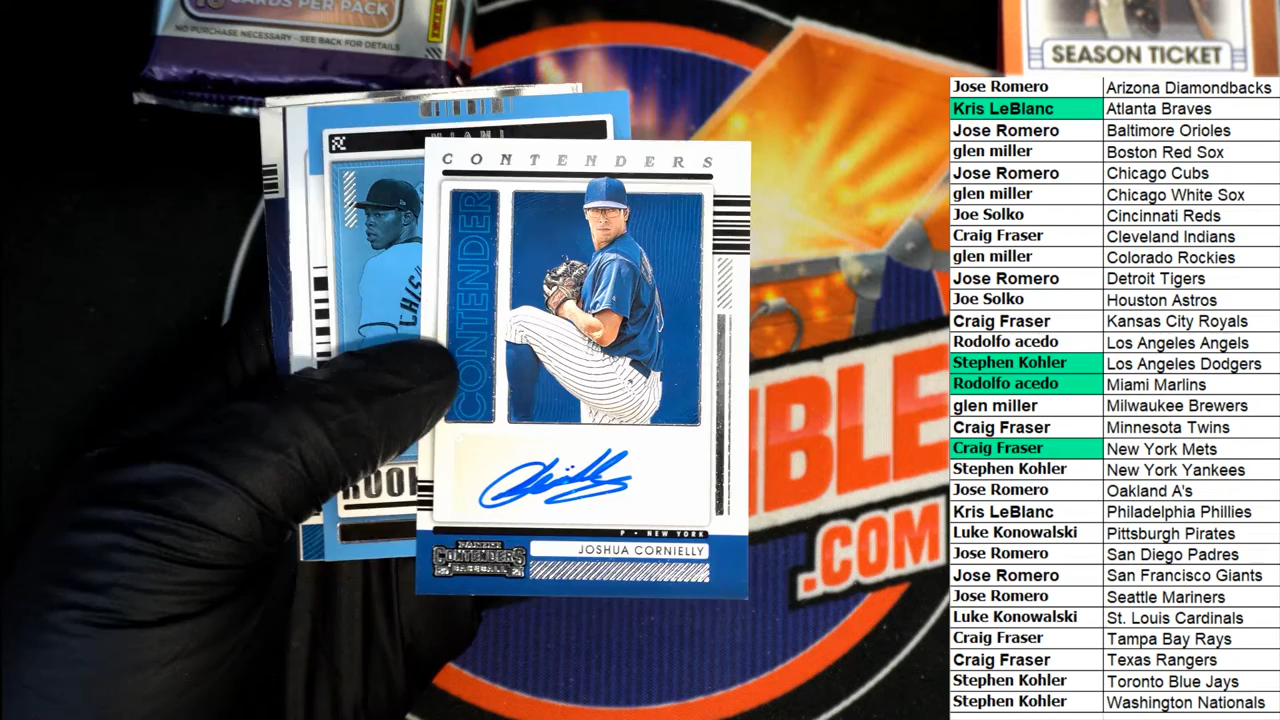 CARDS PER PACK
NO PURCHASE NECESSARY - SEE BACK FOR DETAILS
SEASON TICKET
MIAMI
CHIS
ROOK
CONTENDERS
CONTENDER
P • NEW YORK
JOSHUA CORNIELLY
PANINI
CONTENDERS
BASEBALL
IBLE
.COM
Jose Romero Arizona Diamondbacks
Kris LeBlanc Atlanta Braves
Jose Romero Baltimore Orioles
glen miller Boston Red Sox
Jose Romero Chicago Cubs
glen miller Chicago White Sox
Joe Solko Cincinnati Reds
Craig Fraser Cleveland Indians
glen miller Colorado Rockies
Jose Romero Detroit Tigers
Joe Solko Houston Astros
Craig Fraser Kansas City Royals
Rodolfo acedo Los Angeles Angels
Stephen Kohler Los Angeles Dodgers
Rodolfo acedo Miami Marlins
glen miller Milwaukee Brewers
Craig Fraser Minnesota Twins
Craig Fraser New York Mets
Stephen Kohler New York Yankees
Jose Romero Oakland A's
Kris LeBlanc Philadelphia Phillies
Luke Konowalski Pittsburgh Pirates
Jose Romero San Diego Padres
Jose Romero San Francisco Giants
Jose Romero Seattle Mariners
Luke Konowalski St. Louis Cardinals
Craig Fraser Tampa Bay Rays
Craig Fraser Texas Rangers
Stephen Kohler Toronto Blue Jays
Stephen Kohler Washington Nationals